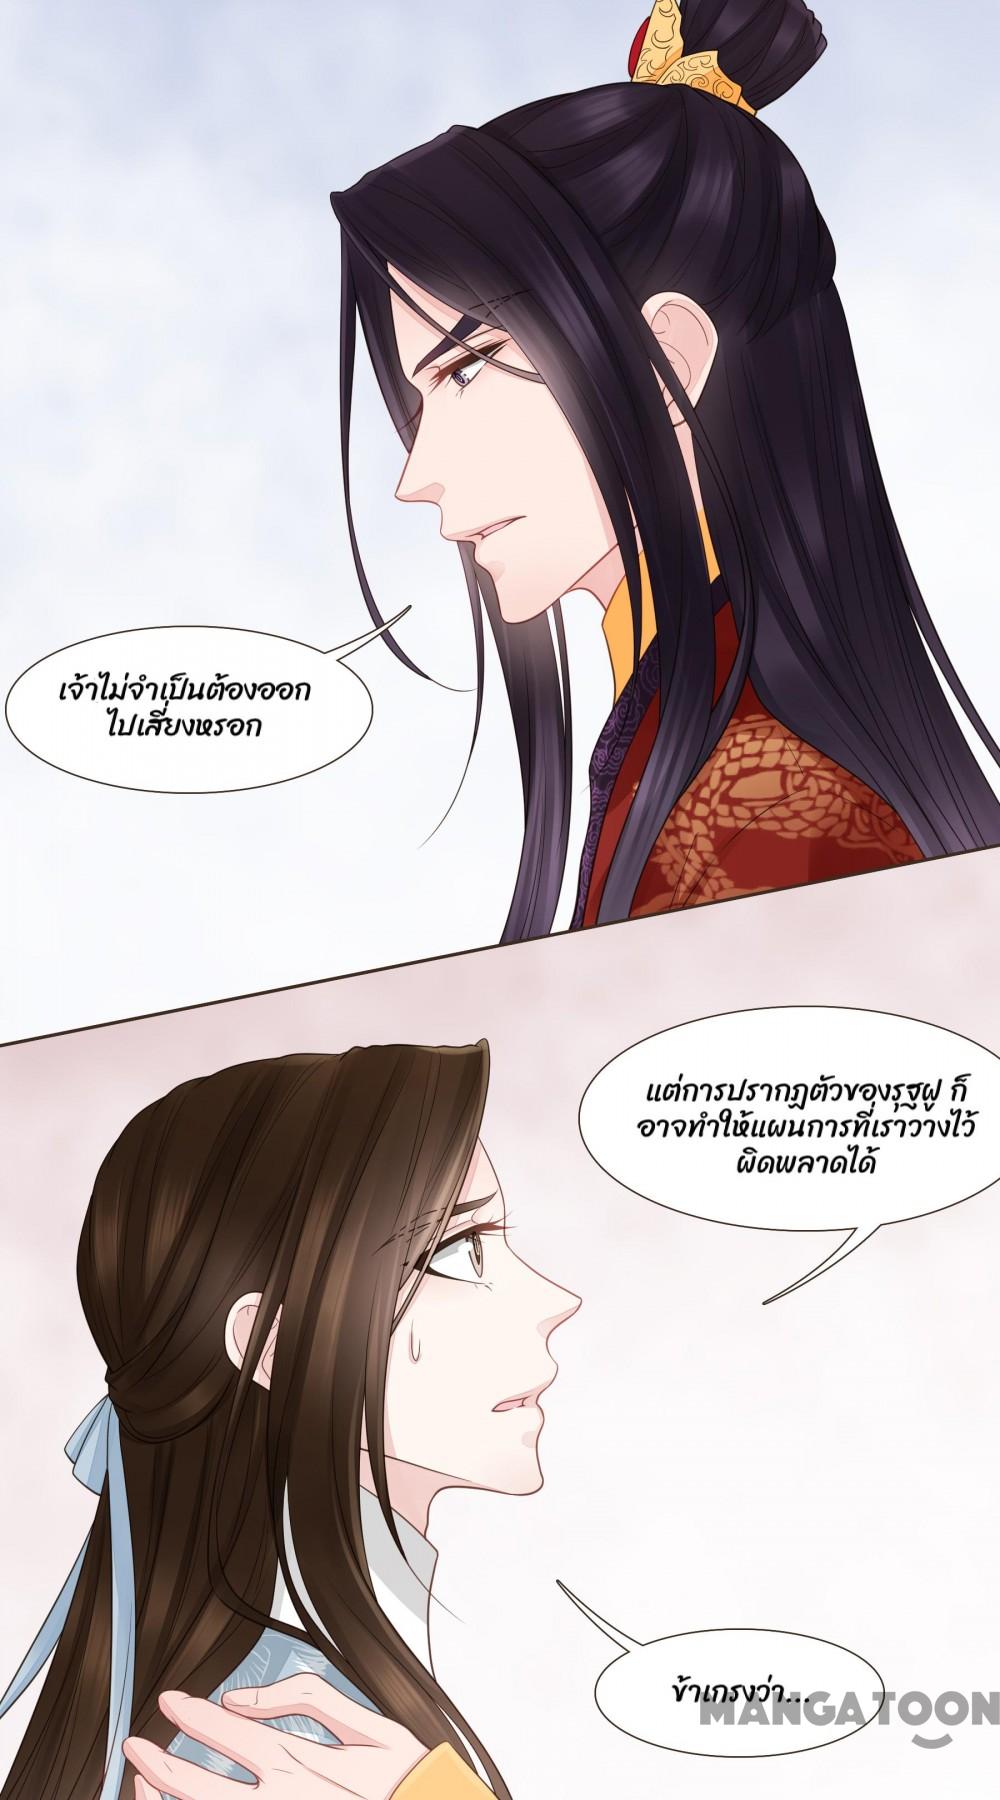 เจ้าไม่จำเป็นต้องออก
ไปเสี่ยงหรอก
แต่การปรากฏตัวของรุฐฝู ก็
อาจทำให้แผนการที่เราวางไว้
ผิดพลาดได้
ข้าเกรงว่า...
MANGATOON